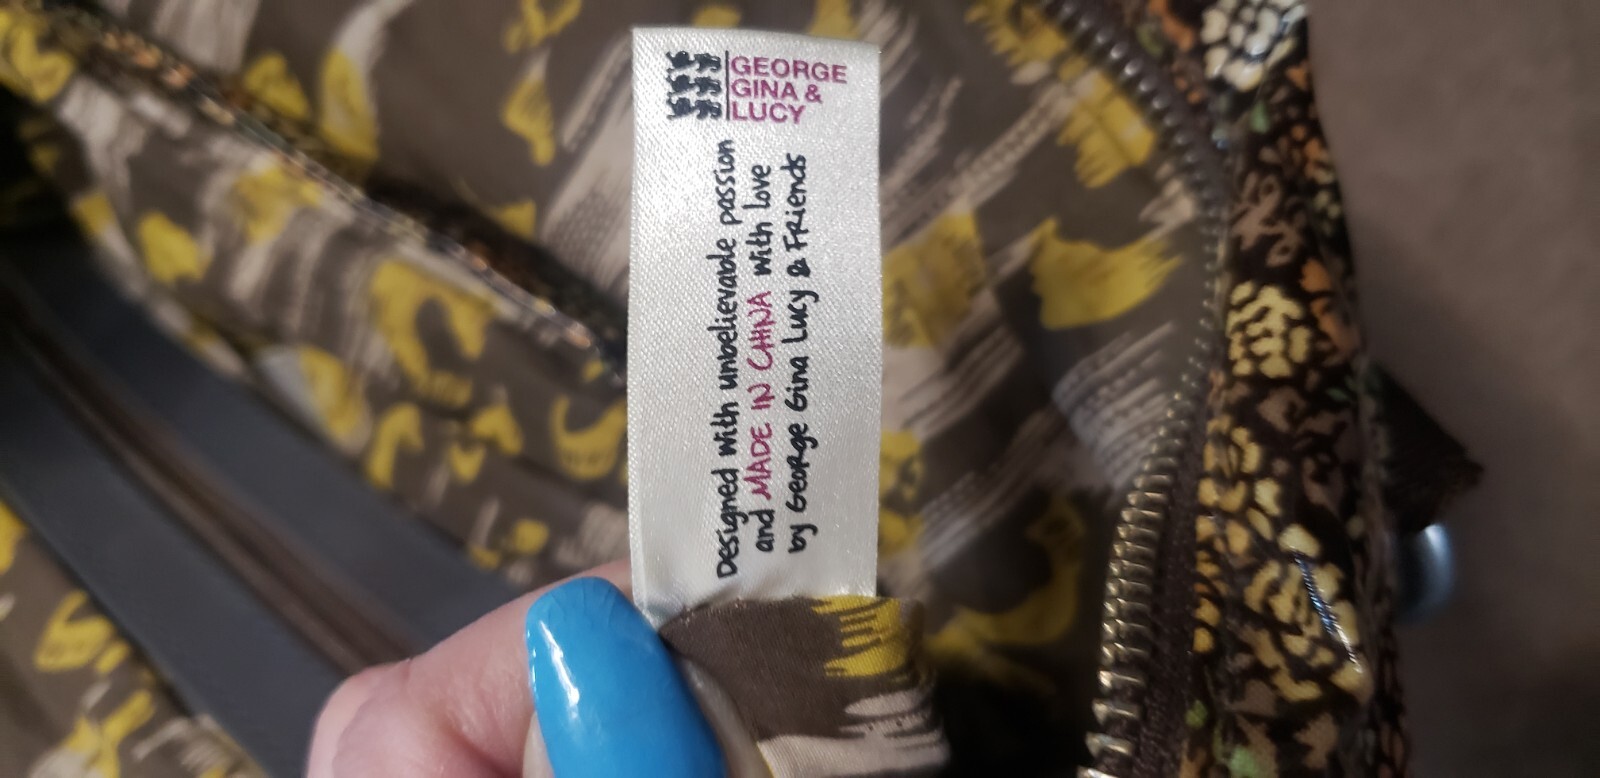 GEORGE
GINA &
LUCY
Designed with unbelievable passion
and MADE IN CHINA with love
by George Gina Lucy & Friends